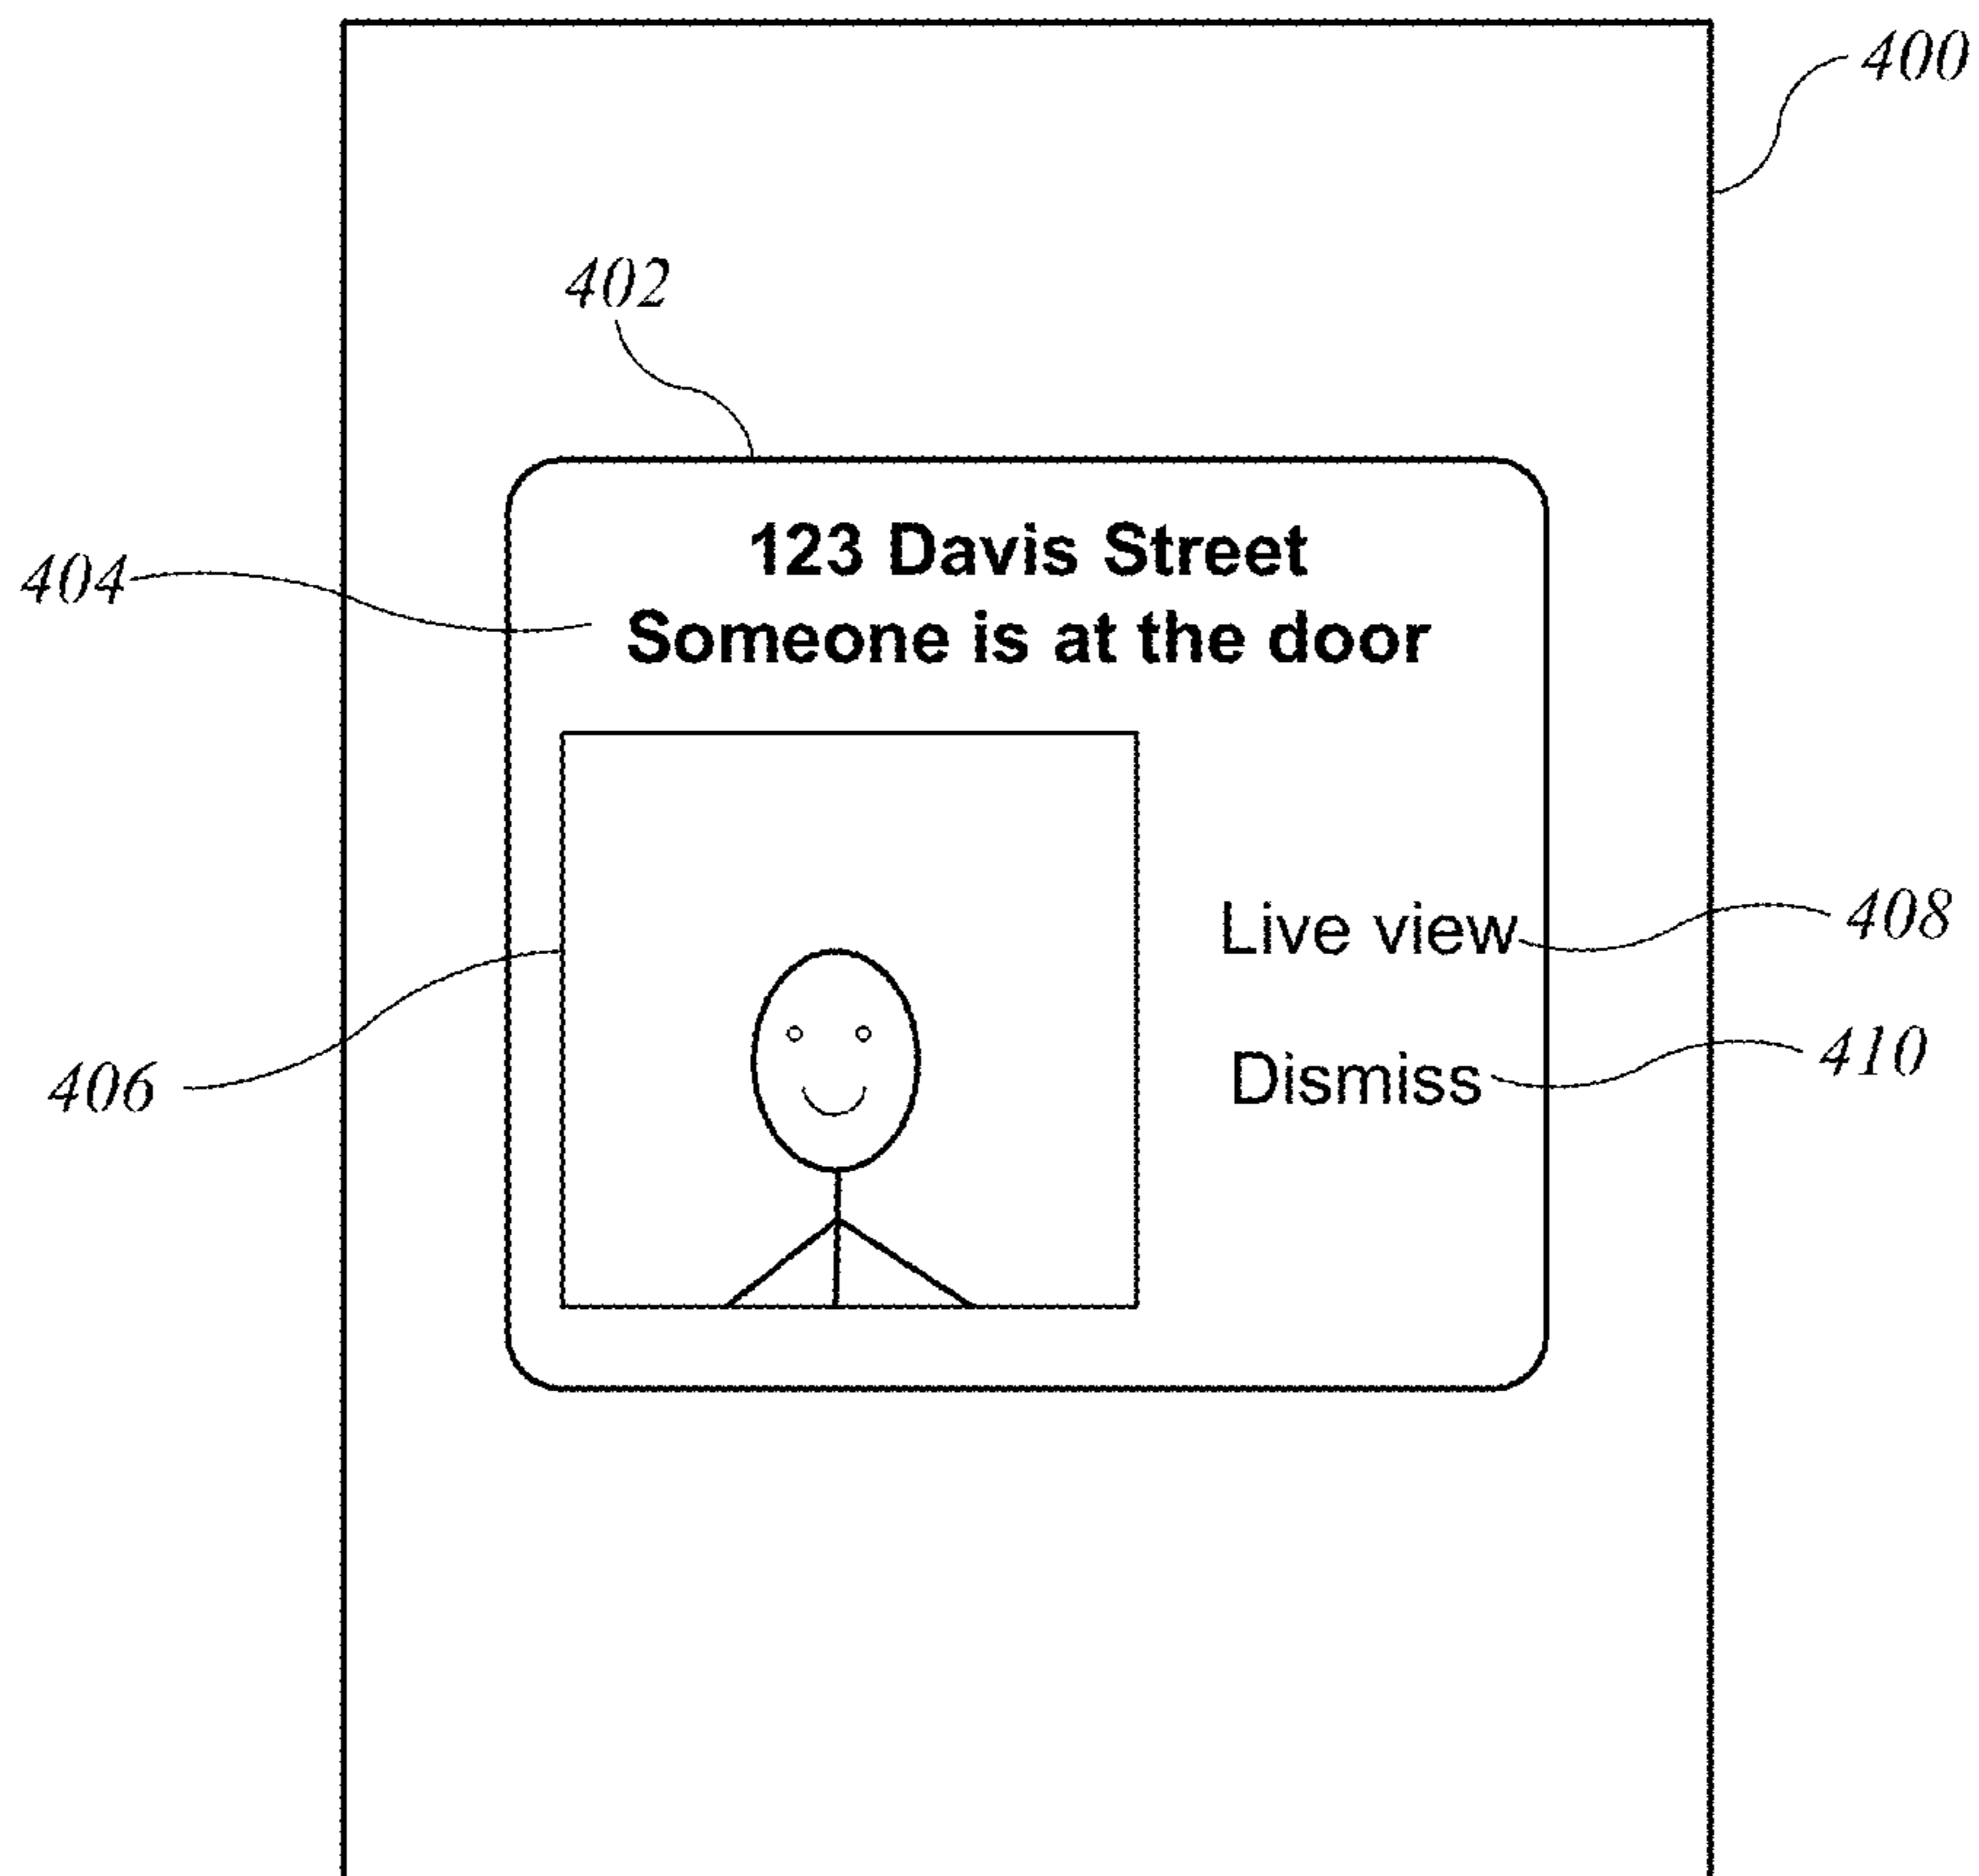 400
402
123 Davis Street
404
Someone is at the door
Live view
408
Dismiss
410
406